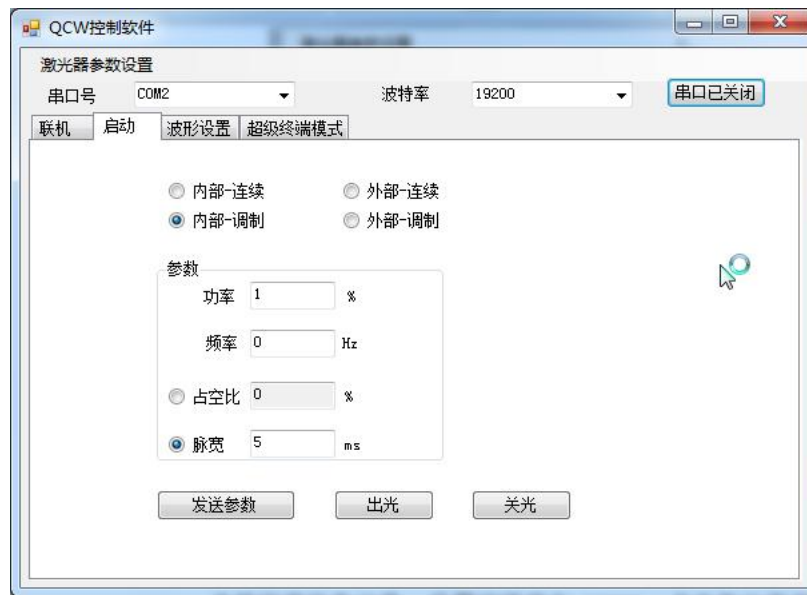 QCW控制软件
激光器参数设置
串口号 COM2 波特率 19200 串口已关闭
联机 启动 波形设置 超级终端模式
内部-连续 外部-连续
内部-调制 外部-调制
参数
功率 1 %
频率 0 Hz
占空比 0 %
脉宽 5 ms
发送参数 出光 关光